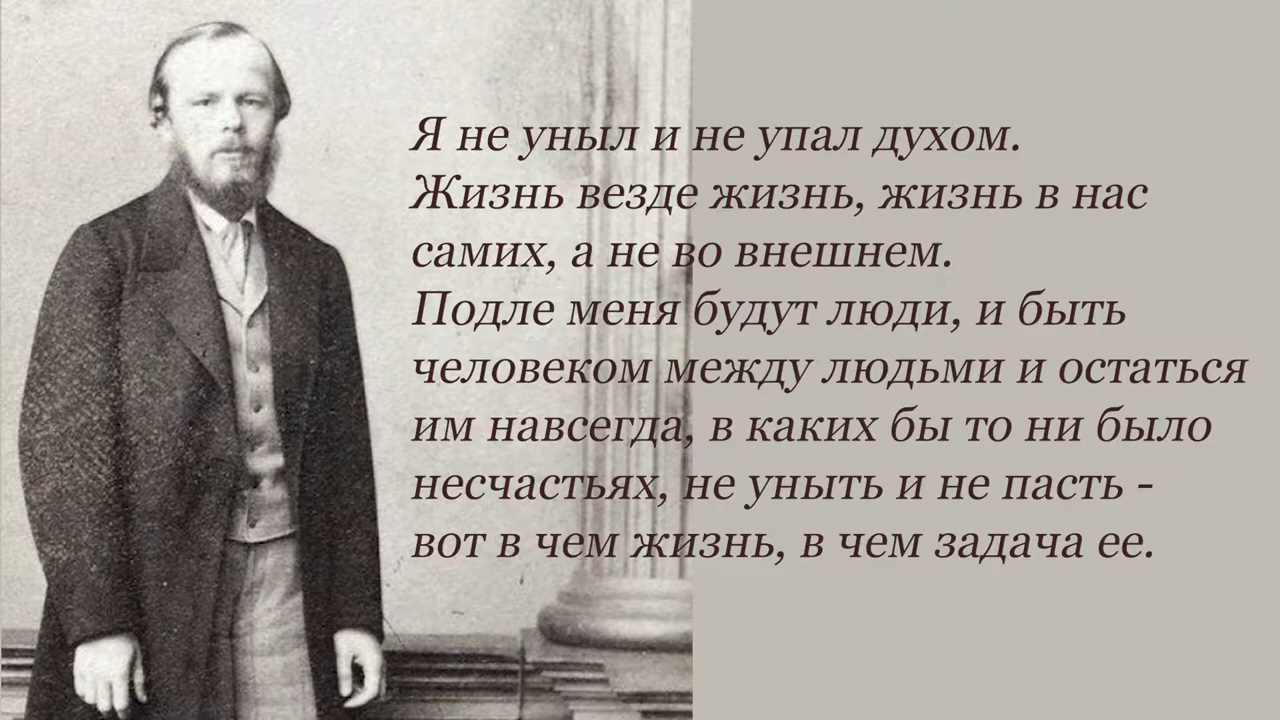 Я не уныл и не упал духом.
Жизнь везде жизнь, жизнь в нас
самих, а не во внешнем.
Подле меня будут люди, и быть
человеком между людьми и остаться
им навсегда, в каких бы то ни было
несчастьях, не уныть и не пасть -
вот в чем жизнь, в чем задача ее.